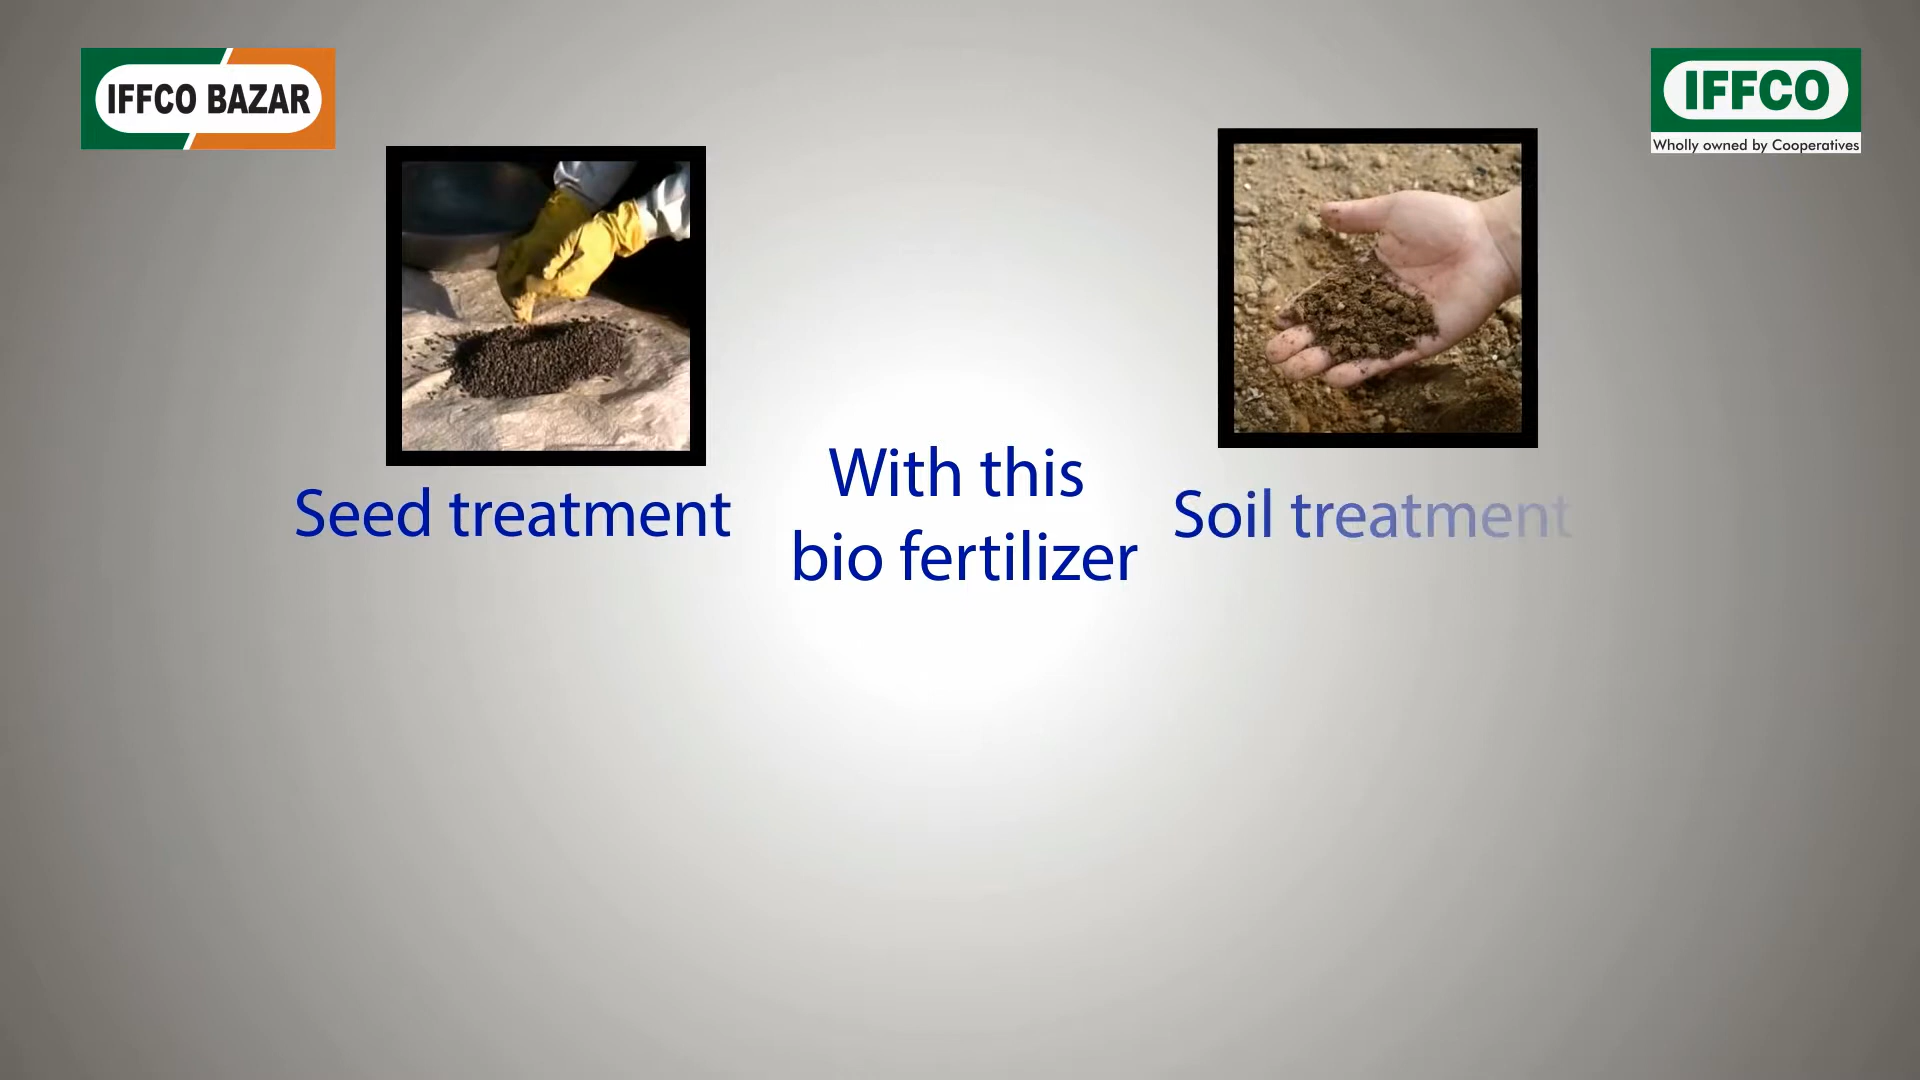 IFFCO BAZAR
IFFCO
Wholly owned by Cooperatives
Seed treatment
With this
bio fertilizer
Soil treatment